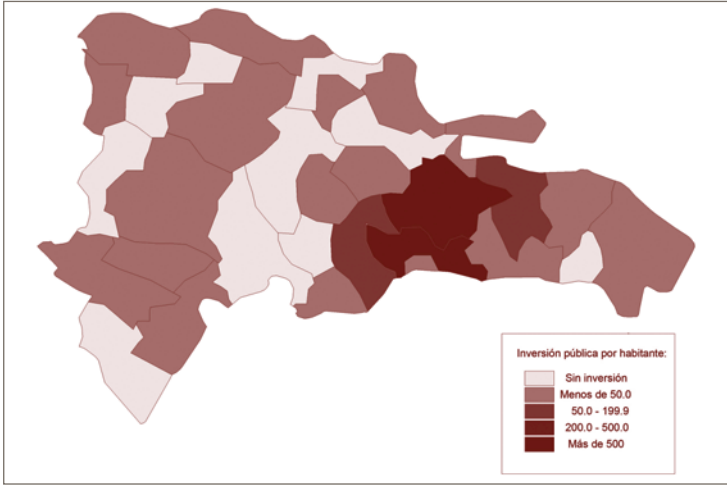 Inversión pública por habitante:
Sin inversión
Menos de 50.0
50.0 - 199.9
200.0 - 500.0
Más de 500